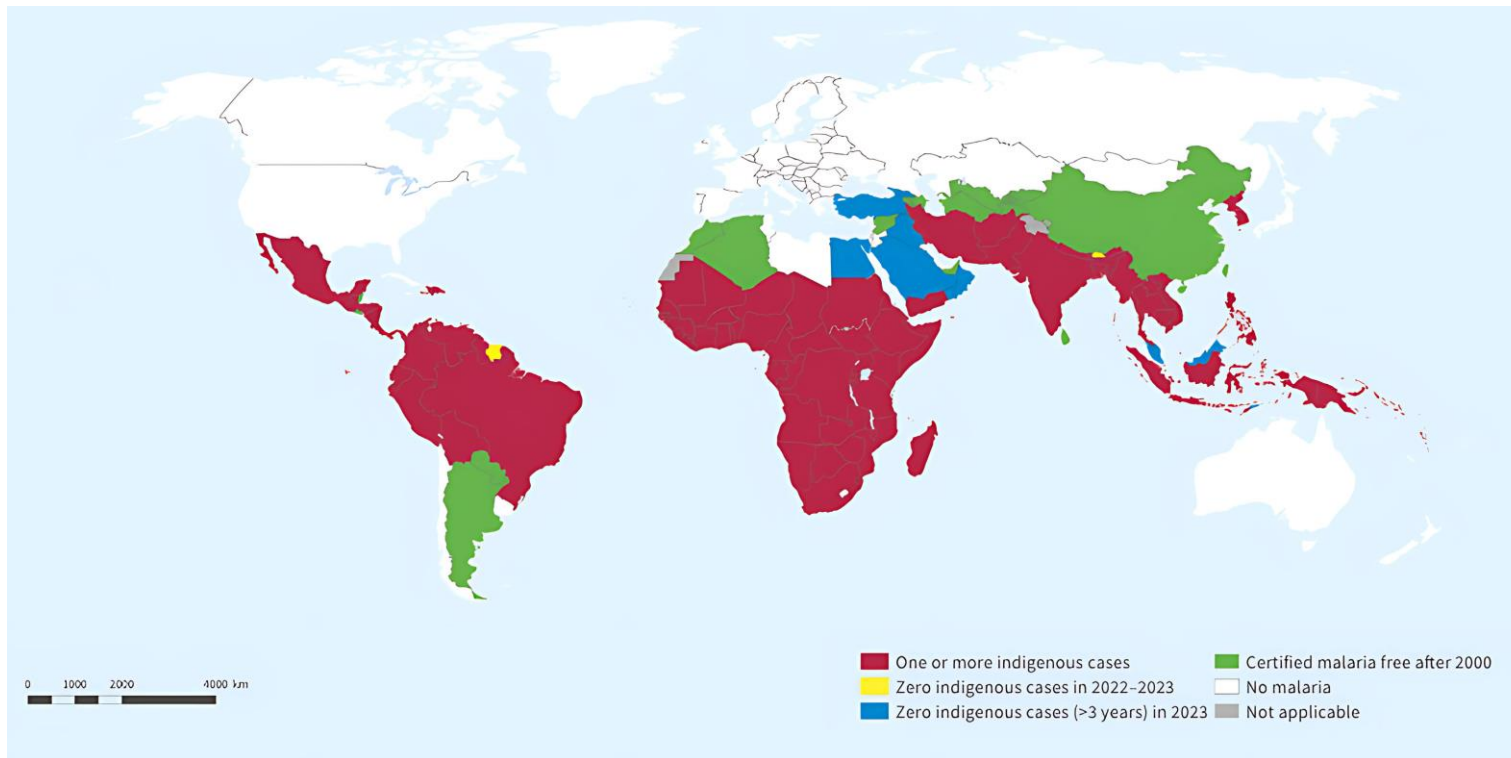 One or more indigenous cases
Zero indigenous cases in 2022–2023
Zero indigenous cases (>3 years) in 2023
Certified malaria free after 2000
No malaria
Not applicable
0 1000 2000 4000 km